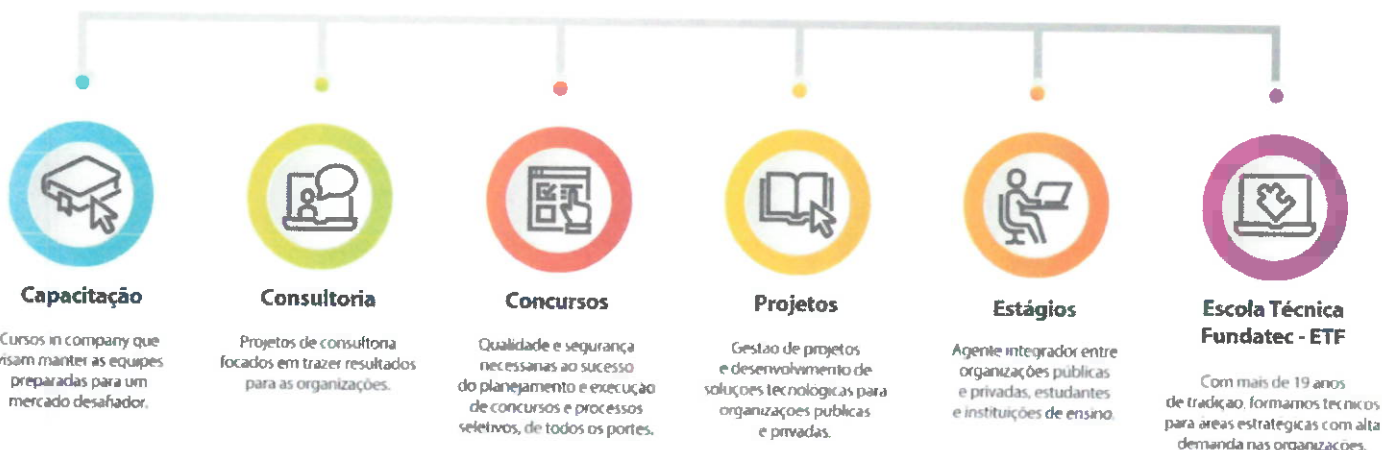 Capacitação
Cursos in company que
visam manter as equipes
preparadas para um
mercado desafiador.
Consultoria
Projetos de consultoria
focados em trazer resultados
para as organizações.
Concursos
Qualidade e segurança
necessárias ao sucesso
do planejamento e execução
de concursos e processos
seletivos, de todos os portes.
Projetos
Gestão de projetos
e desenvolvimento de
soluções tecnológicas para
organizações públicas
e privadas.
Estágios
Agente integrador entre
organizações públicas
e privadas, estudantes
e instituições de ensino.
Escola Técnica
Fundatec - ETF
Com mais de 19 anos
de tradição, formamos técnicos
para áreas estratégicas com alta
demanda nas organizações.